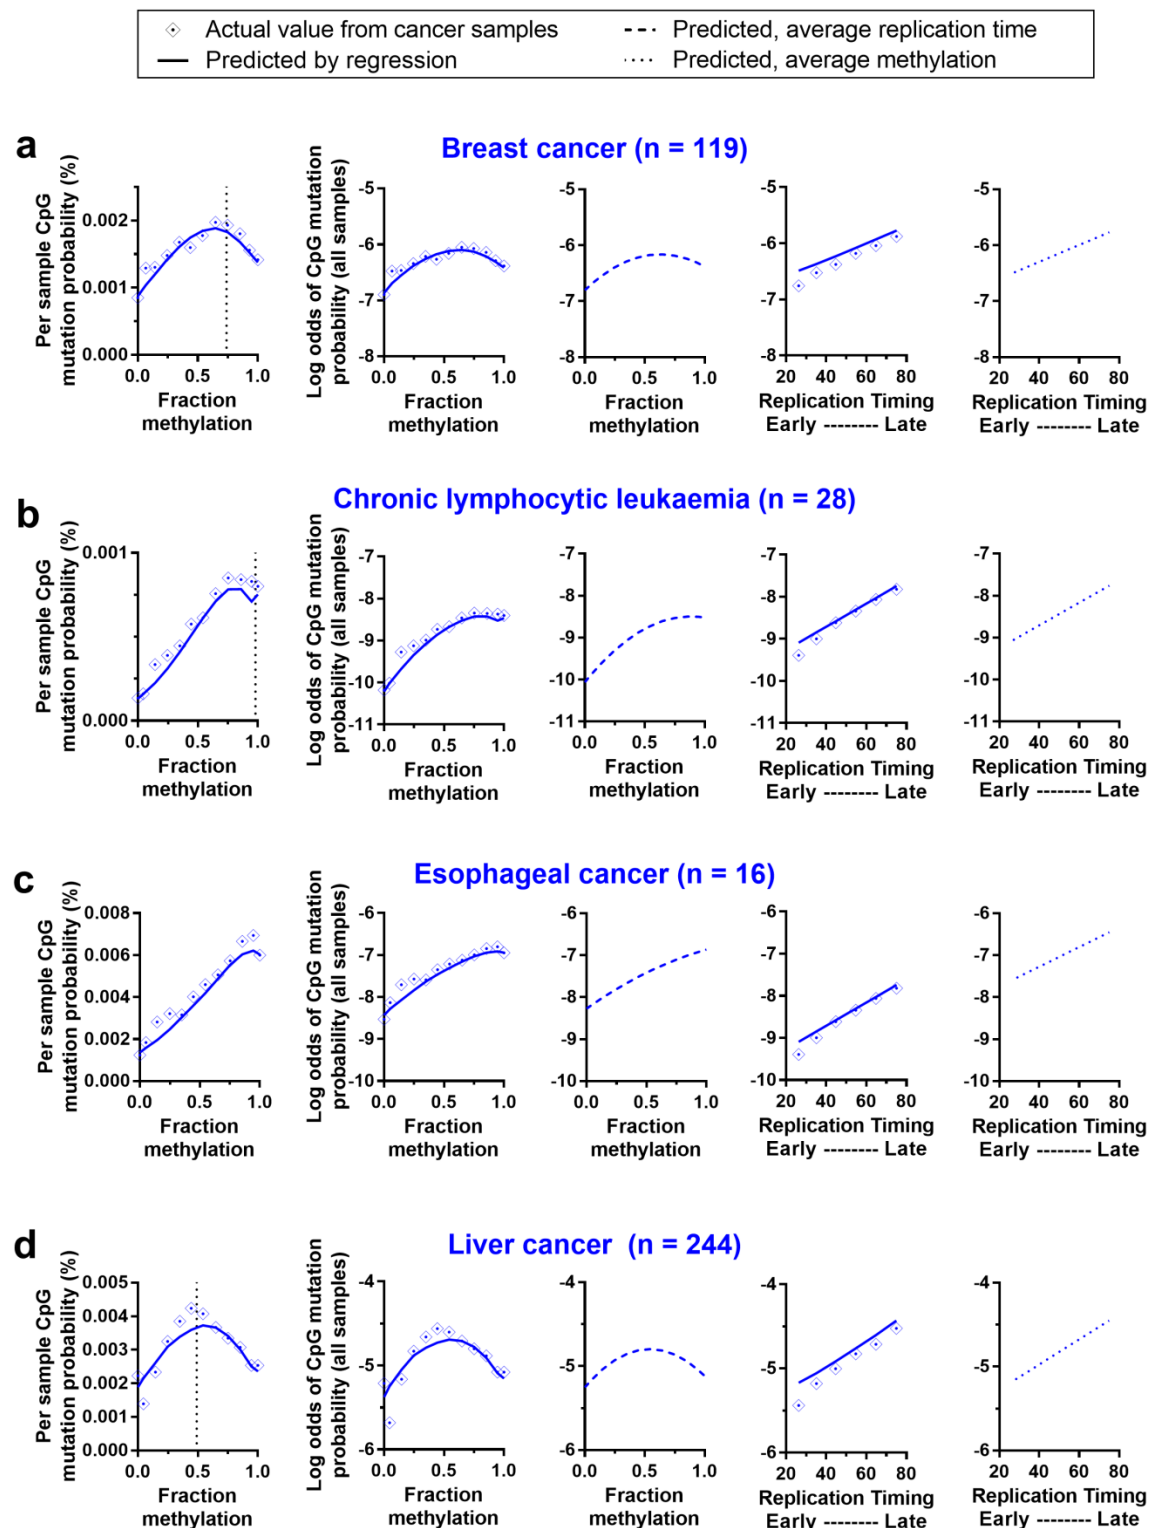 Actual value from cancer samples
Predicted by regression
Predicted, average replication time
Predicted, average methylation
a
Breast cancer (n = 119)
Per sample CpG
mutation probability (%)
0.002
0.001
0.000
0.0 0.5 1.0
Fraction
methylation
Log odds of CpG mutation
probability (all samples)
-5
-6
-7
-8
0.0 0.5 1.0
Fraction
methylation
-5
-6
-7
-8
0.0 0.5 1.0
Fraction
methylation
-5
-6
-7
-8
20 40 60 80
Replication Timing
Early -------- Late
-5
-6
-7
-8
20 40 60 80
Replication Timing
Early -------- Late
b
Chronic lymphocytic leukaemia (n = 28)
Per sample CpG
mutation probability (%)
0.001
0.000
0.0 0.5 1.0
Fraction
methylation
Log odds of CpG mutation
probability (all samples)
-7
-8
-9
-10
-11
0.0 0.5 1.0
Fraction
methylation
-7
-8
-9
-10
-11
0.0 0.5 1.0
Fraction
methylation
-7
-8
-9
-10
-11
20 40 60 80
Replication Timing
Early -------- Late
-7
-8
-9
-10
-11
20 40 60 80
Replication Timing
Early -------- Late
c
Esophageal cancer (n = 16)
Per sample CpG
mutation probability (%)
0.008
0.006
0.004
0.002
0.000
0.0 0.5 1.0
Fraction
methylation
Log odds of CpG mutation
probability (all samples)
-6
-7
-8
-9
-10
0.0 0.5 1.0
Fraction
methylation
-6
-7
-8
-9
-10
0.0 0.5 1.0
Fraction
methylation
-6
-7
-8
-9
-10
20 40 60 80
Replication Timing
Early -------- Late
-6
-7
-8
-9
-10
20 40 60 80
Replication Timing
Early -------- Late
d
Liver cancer (n = 244)
Per sample CpG
mutation probability (%)
0.005
0.004
0.003
0.002
0.001
0.000
0.0 0.5 1.0
Fraction
methylation
Log odds of CpG mutation
probability (all samples)
-4
-5
-6
0.0 0.5 1.0
Fraction
methylation
-4
-5
-6
0.0 0.5 1.0
Fraction
methylation
-4
-5
-6
20 40 60 80
Replication Timing
Early -------- Late
-4
-5
-6
20 40 60 80
Replication Timing
Early -------- Late